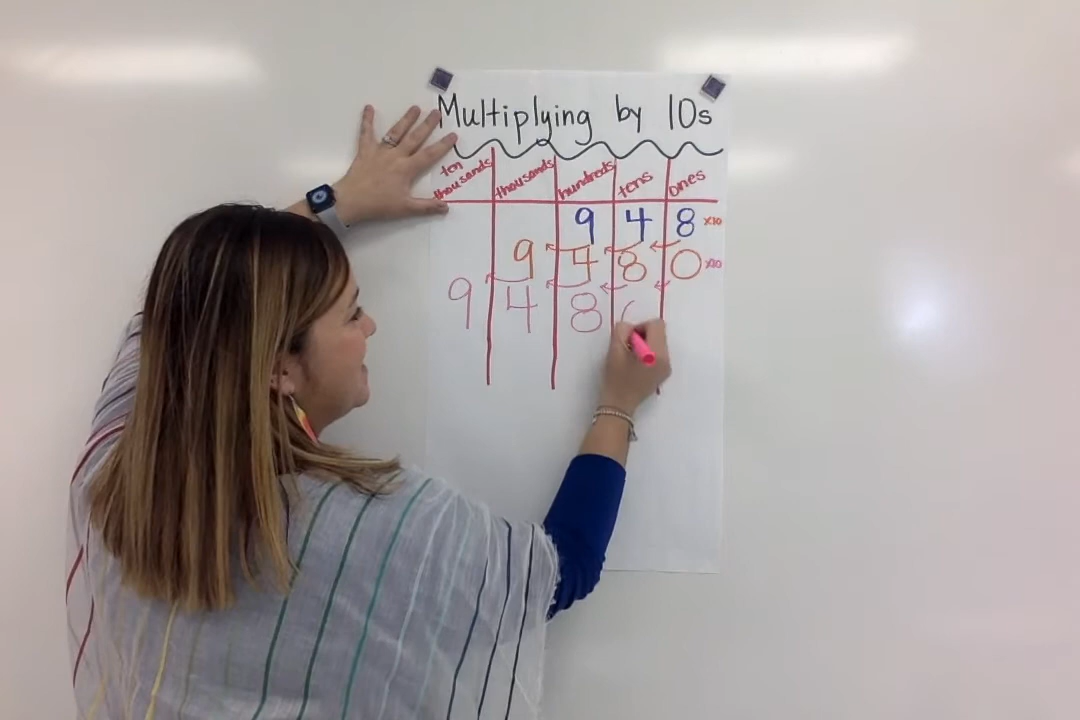 Multiplying by 10s
ten thousands thousands hundreds tens ones
9 4 8 x10
9 4 8 0 x10
9 4 8